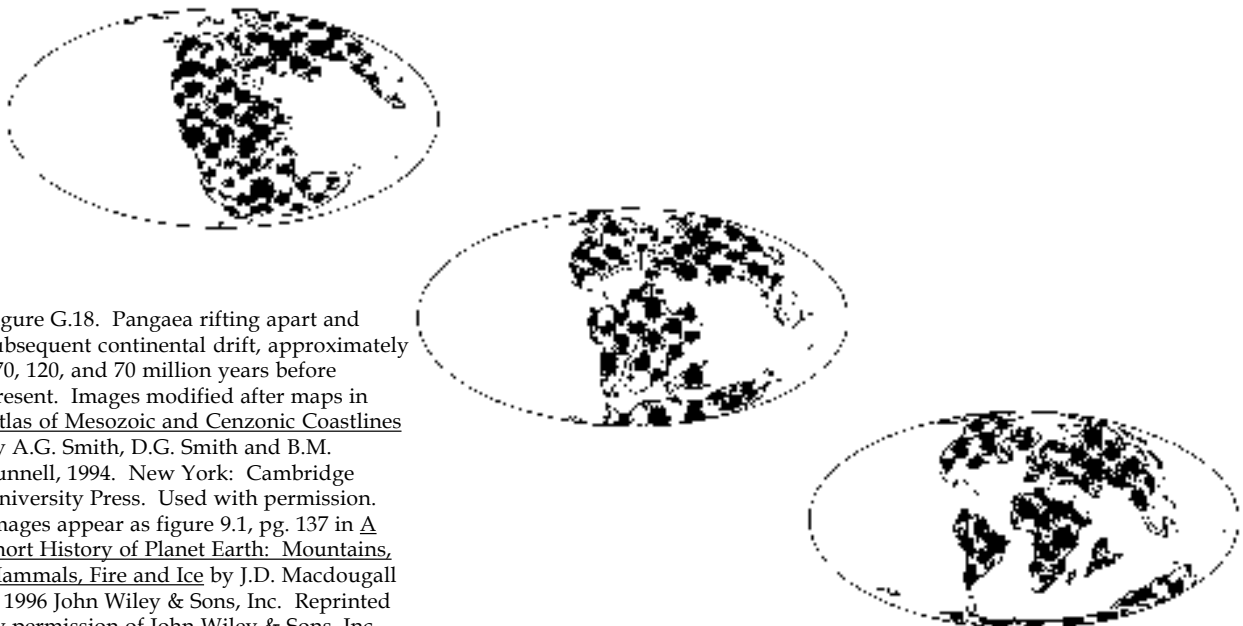 gure G.18. Pangaea rifting apart and
ubsequent continental drift, approximately
70, 120, and 70 million years before
resent. Images modified after maps in
tlas of Mesozoic and Cenzonic Coastlines
y A.G. Smith, D.G. Smith and B.M.
unnell, 1994. New York: Cambridge
niversity Press. Used with permission.
mages appear as figure 9.1, pg. 137 in A
hort History of Planet Earth: Mountains,
ammals, Fire and Ice by J.D. Macdougall
1996 John Wiley & Sons, Inc. Reprinted
y permission of John Wiley & Sons, Inc.